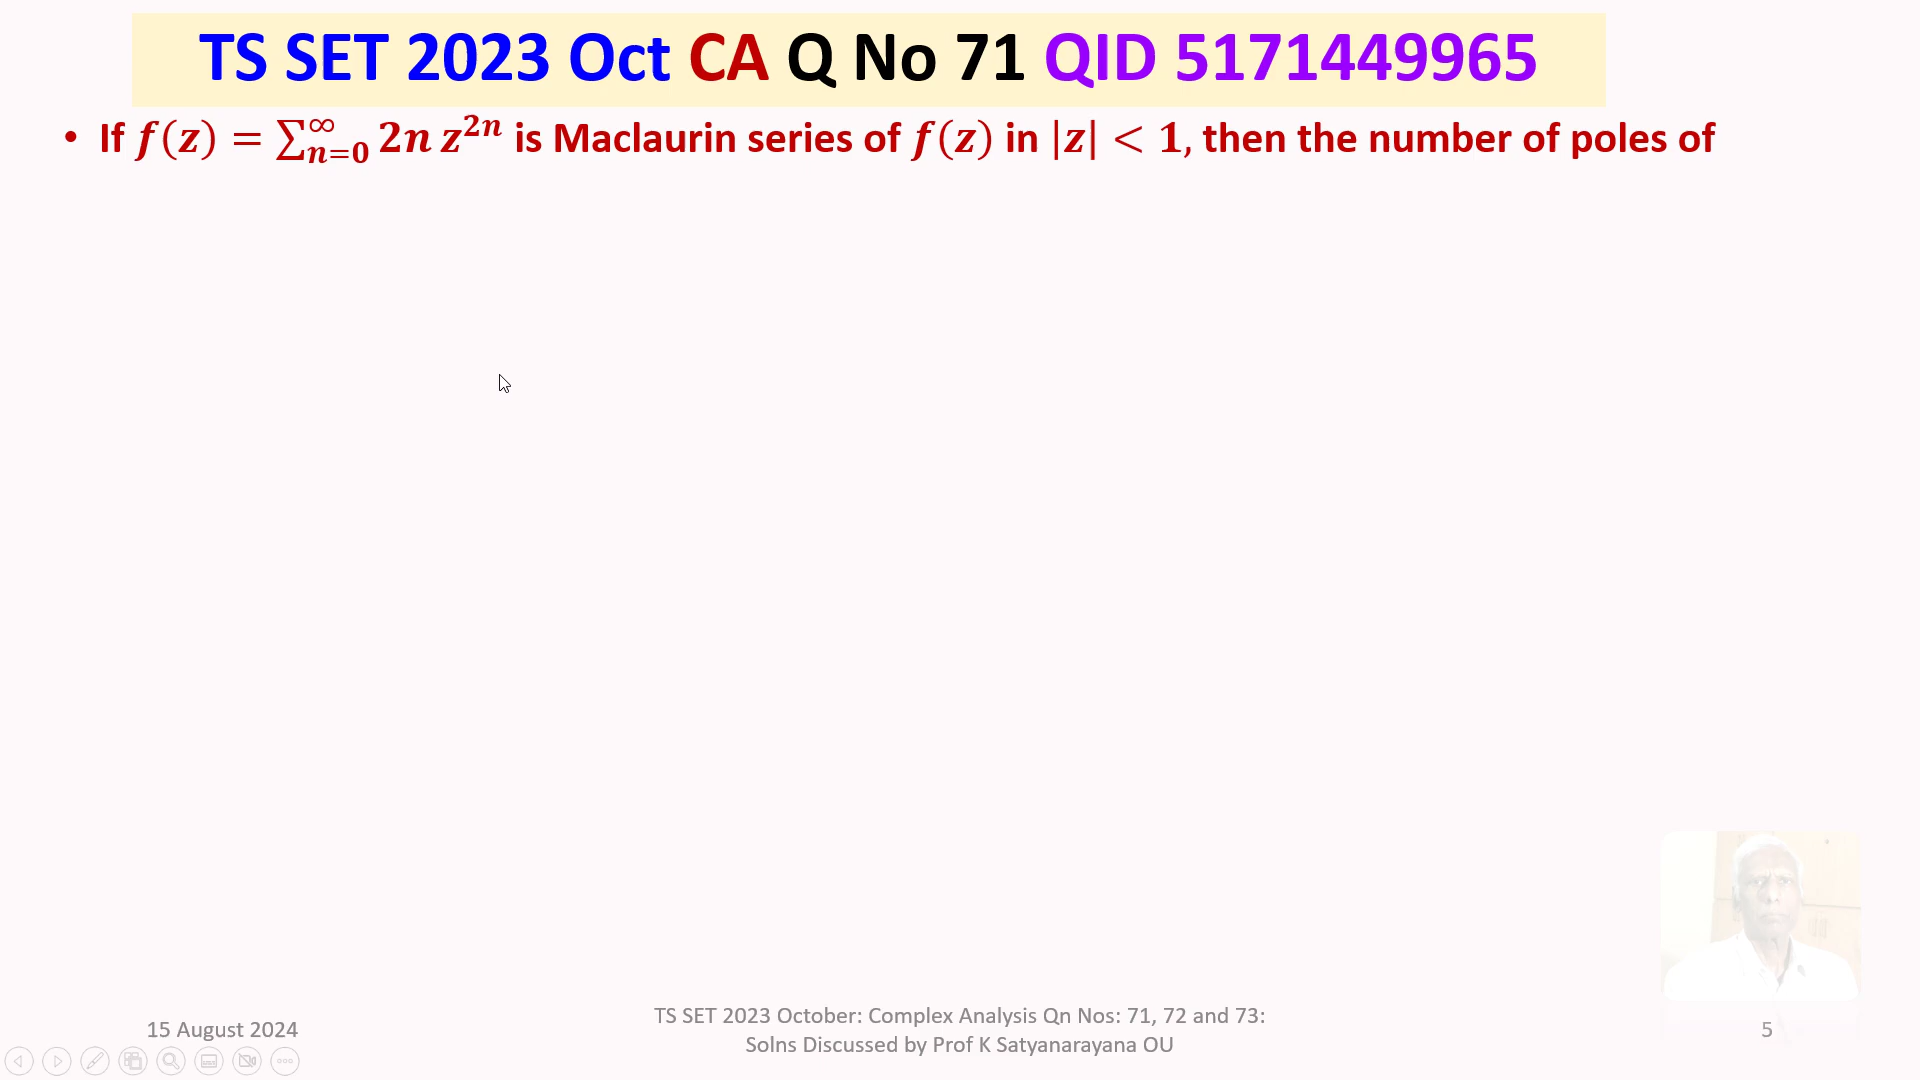 TS SET 2023 Oct CA Q No 71 QID 5171449965
• If f(z) = ∑_{n=0}^{∞} 2n z^{2n} is Maclaurin series of f(z) in |z| < 1, then the number of poles of
15 August 2024
TS SET 2023 October: Complex Analysis Qn Nos: 71, 72 and 73:
Solns Discussed by Prof K Satyanarayana OU
5